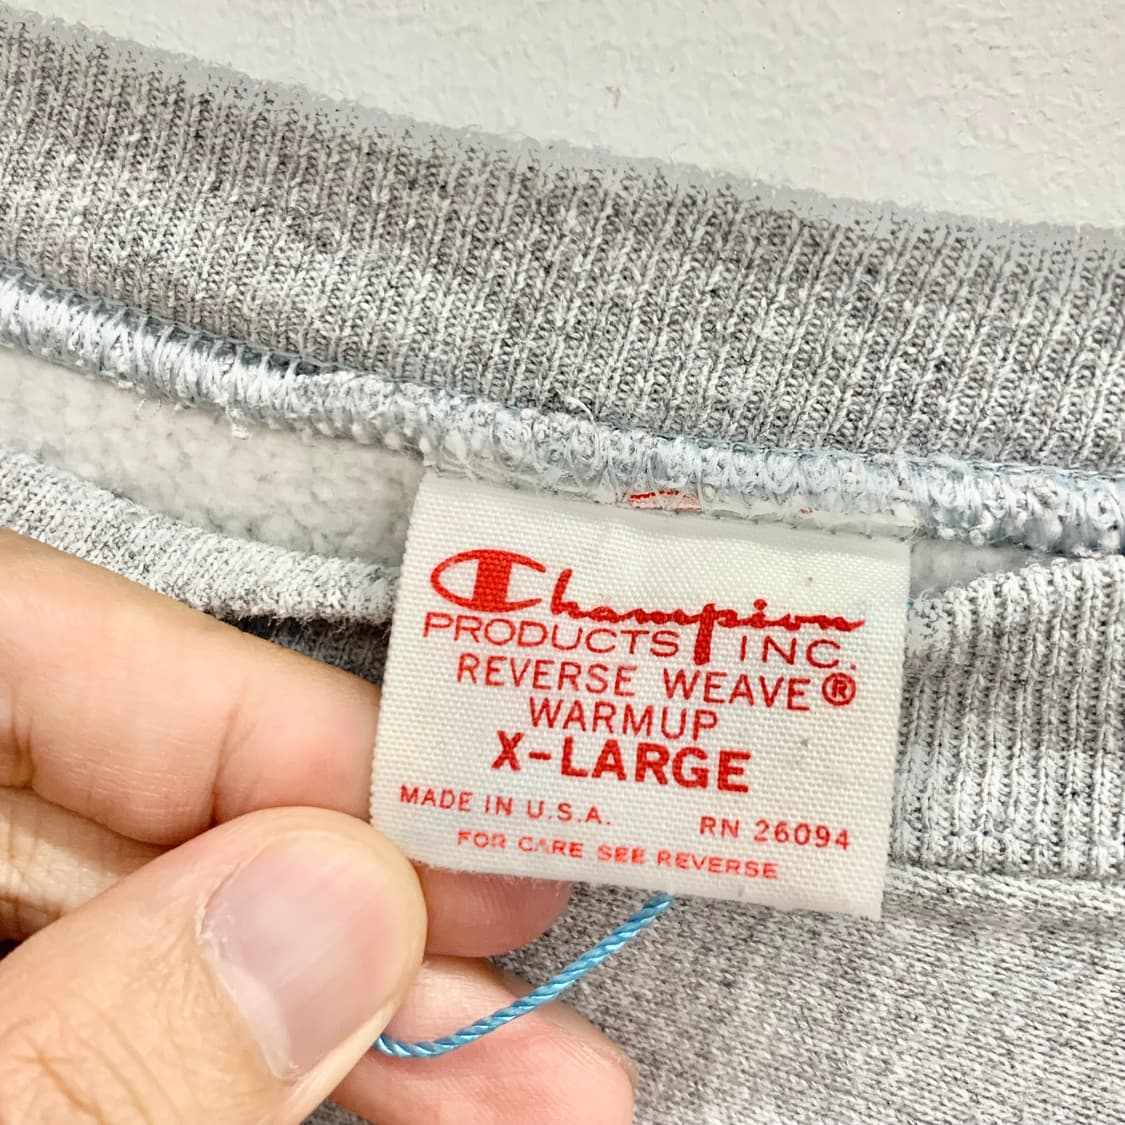 Champion
PRODUCTS INC.
REVERSE WEAVE®
WARMUP
X-LARGE
MADE IN U.S.A. RN 26094
FOR CARE SEE REVERSE